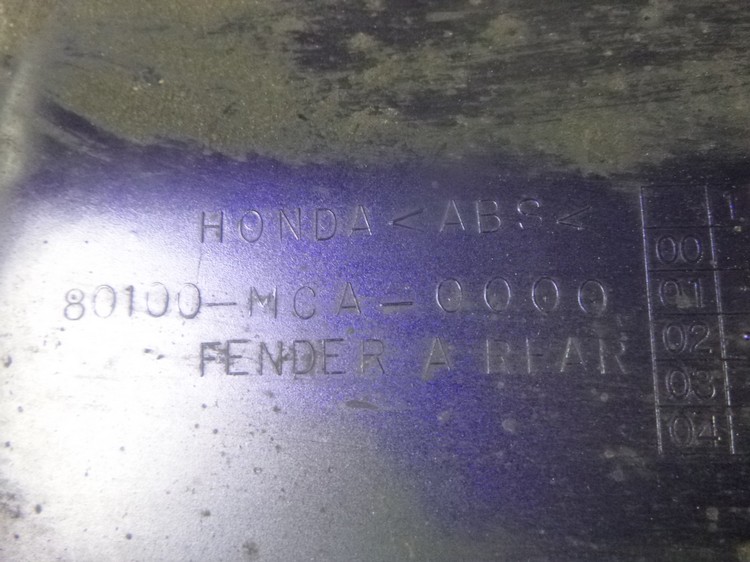 HONDA <ABS<
80100-MCA-0000
FENDER A REAR
00
01
02
03
04